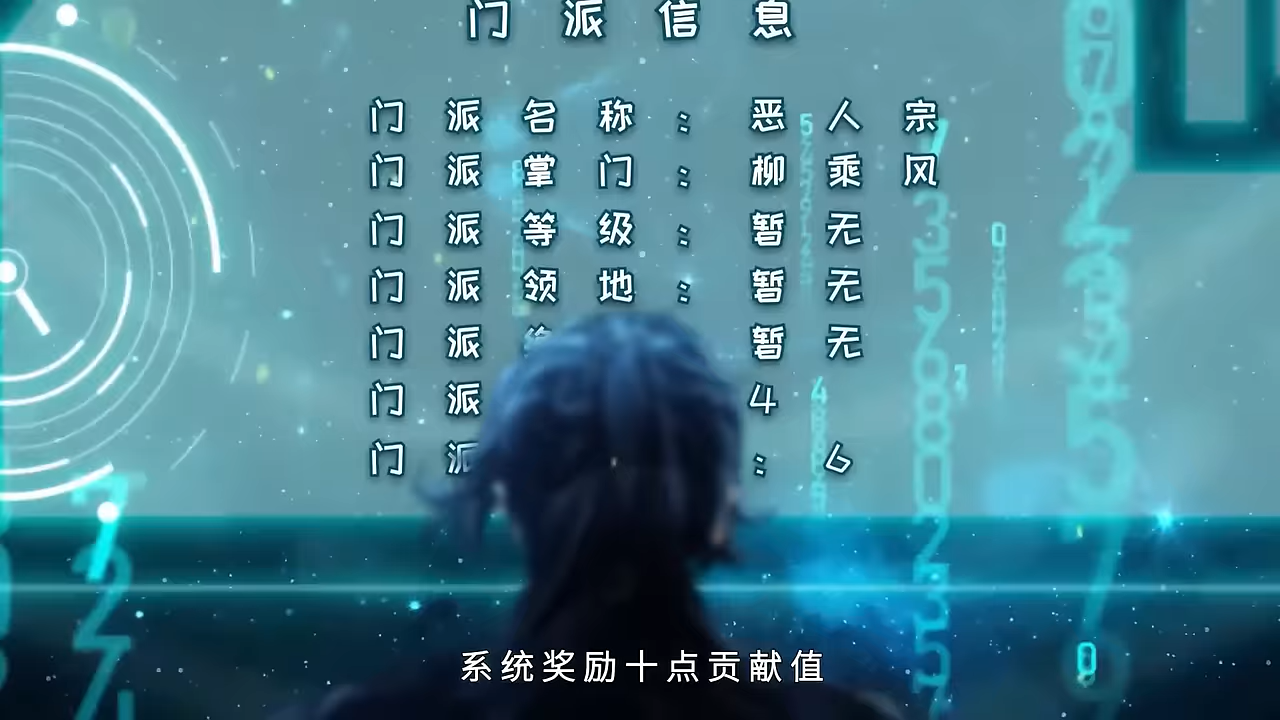 门派信息
门派名称：恶人宗
门派掌门：柳乘风
门派等级：暂无
门派领地：暂无
门派 暂无
门派 4
门派 ：6
系统奖励十点贡献值